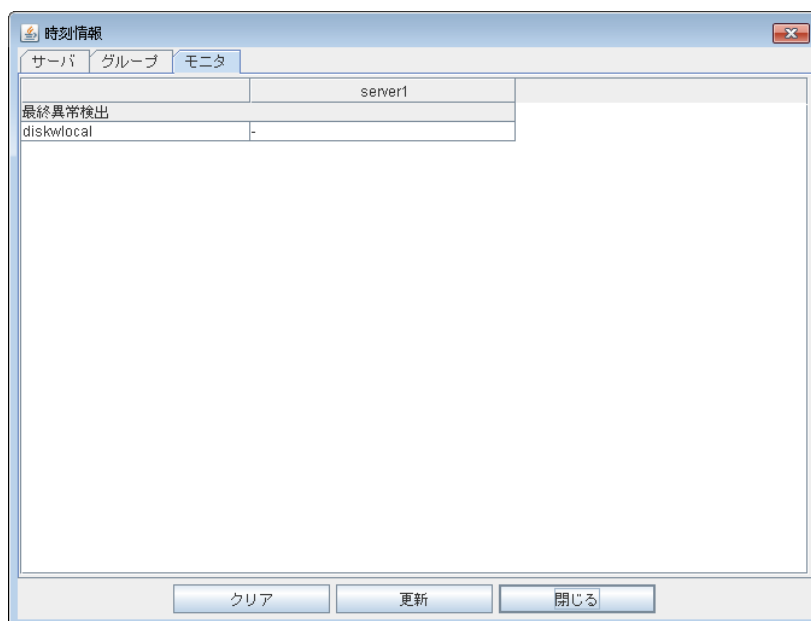 時刻情報
サーバ グループ モニタ
server1
最終異常検出
diskwlocal -
クリア 更新 閉じる